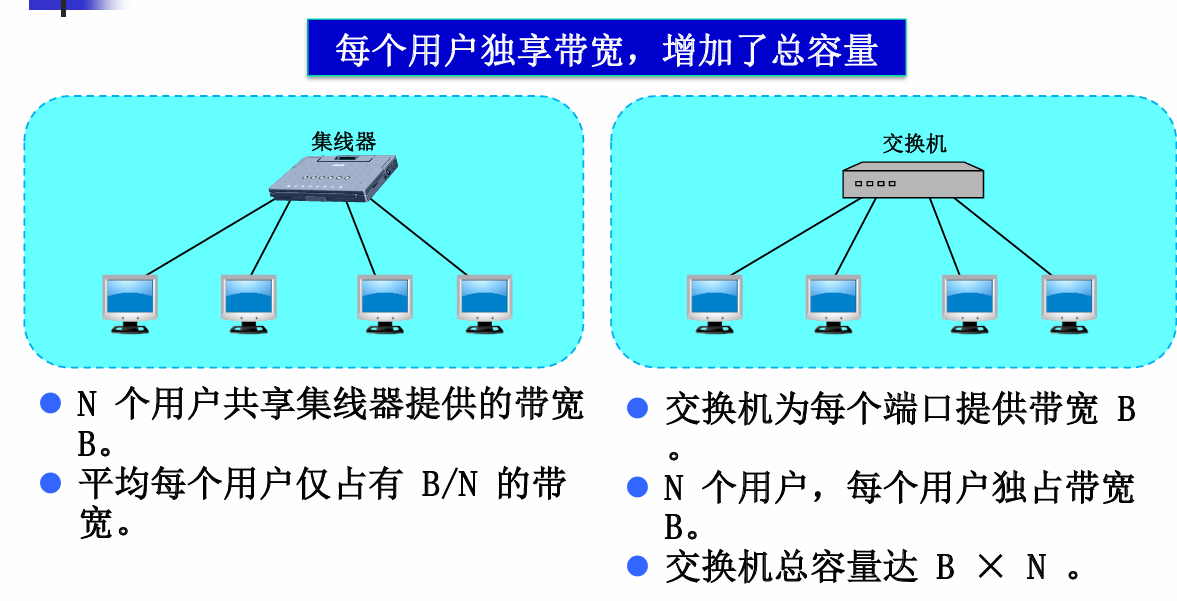 每个用户独享带宽，增加了总容量
集线器
N 个用户共享集线器提供的带宽
B。
平均每个用户仅占有 B/N 的带
宽。
交换机
交换机为每个端口提供带宽 B
。
N 个用户，每个用户独占带宽
B。
交换机总容量达 B × N 。